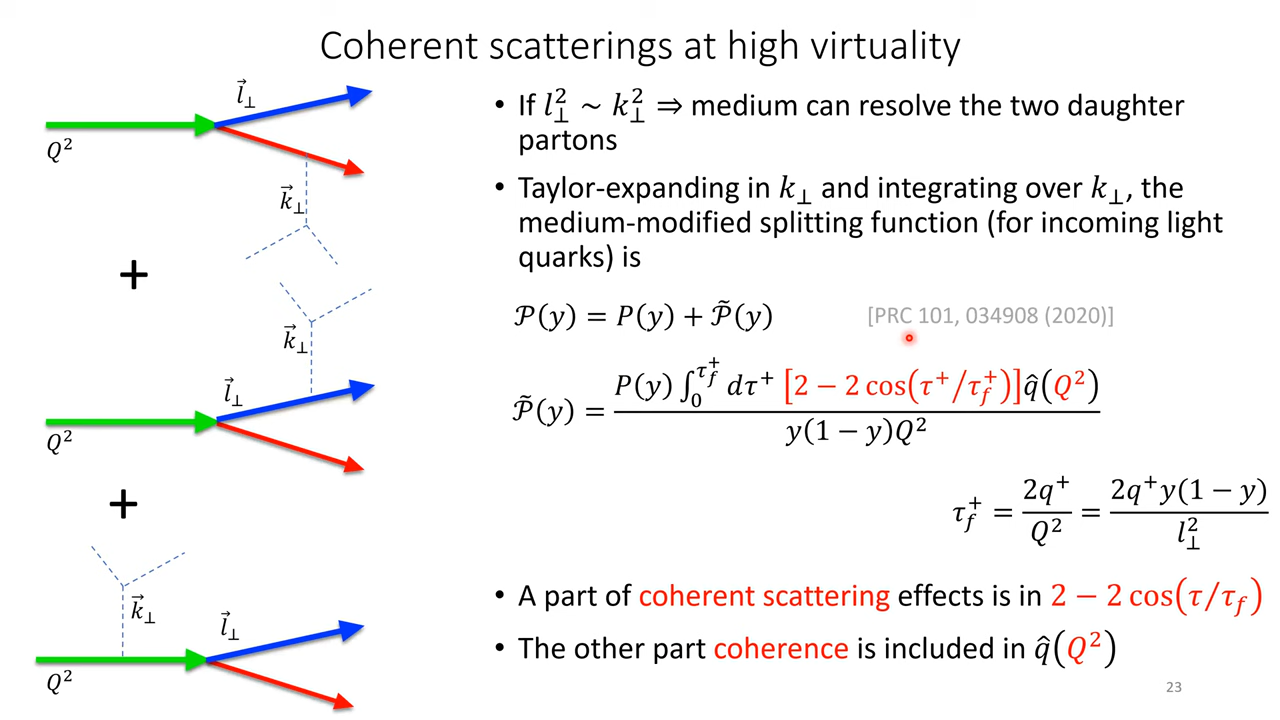 Coherent scatterings at high virtuality
l⃗⊥
Q²
k⃗⊥
+
k⃗⊥
l⃗⊥
Q²
+
k⃗⊥
l⃗⊥
Q²
• If l⊥² ~ k⊥² ⇒ medium can resolve the two daughter
partons
• Taylor-expanding in k⊥ and integrating over k⊥, the
medium-modified splitting function (for incoming light
quarks) is
𝒫(y) = P(y) + 𝒫̃(y)
[PRC 101, 034908 (2020)]
𝒫̃(y) = P(y) ∫₀^{τ_f^+} dτ⁺ [2 − 2 cos(τ⁺/τ_f^+)] q̂(Q²) / y(1 − y)Q²
τ_f^+ = 2q⁺/Q² = 2q⁺y(1 − y)/l⊥²
• A part of coherent scattering effects is in 2 − 2 cos(τ/τ_f)
• The other part coherence is included in q̂(Q²)
23